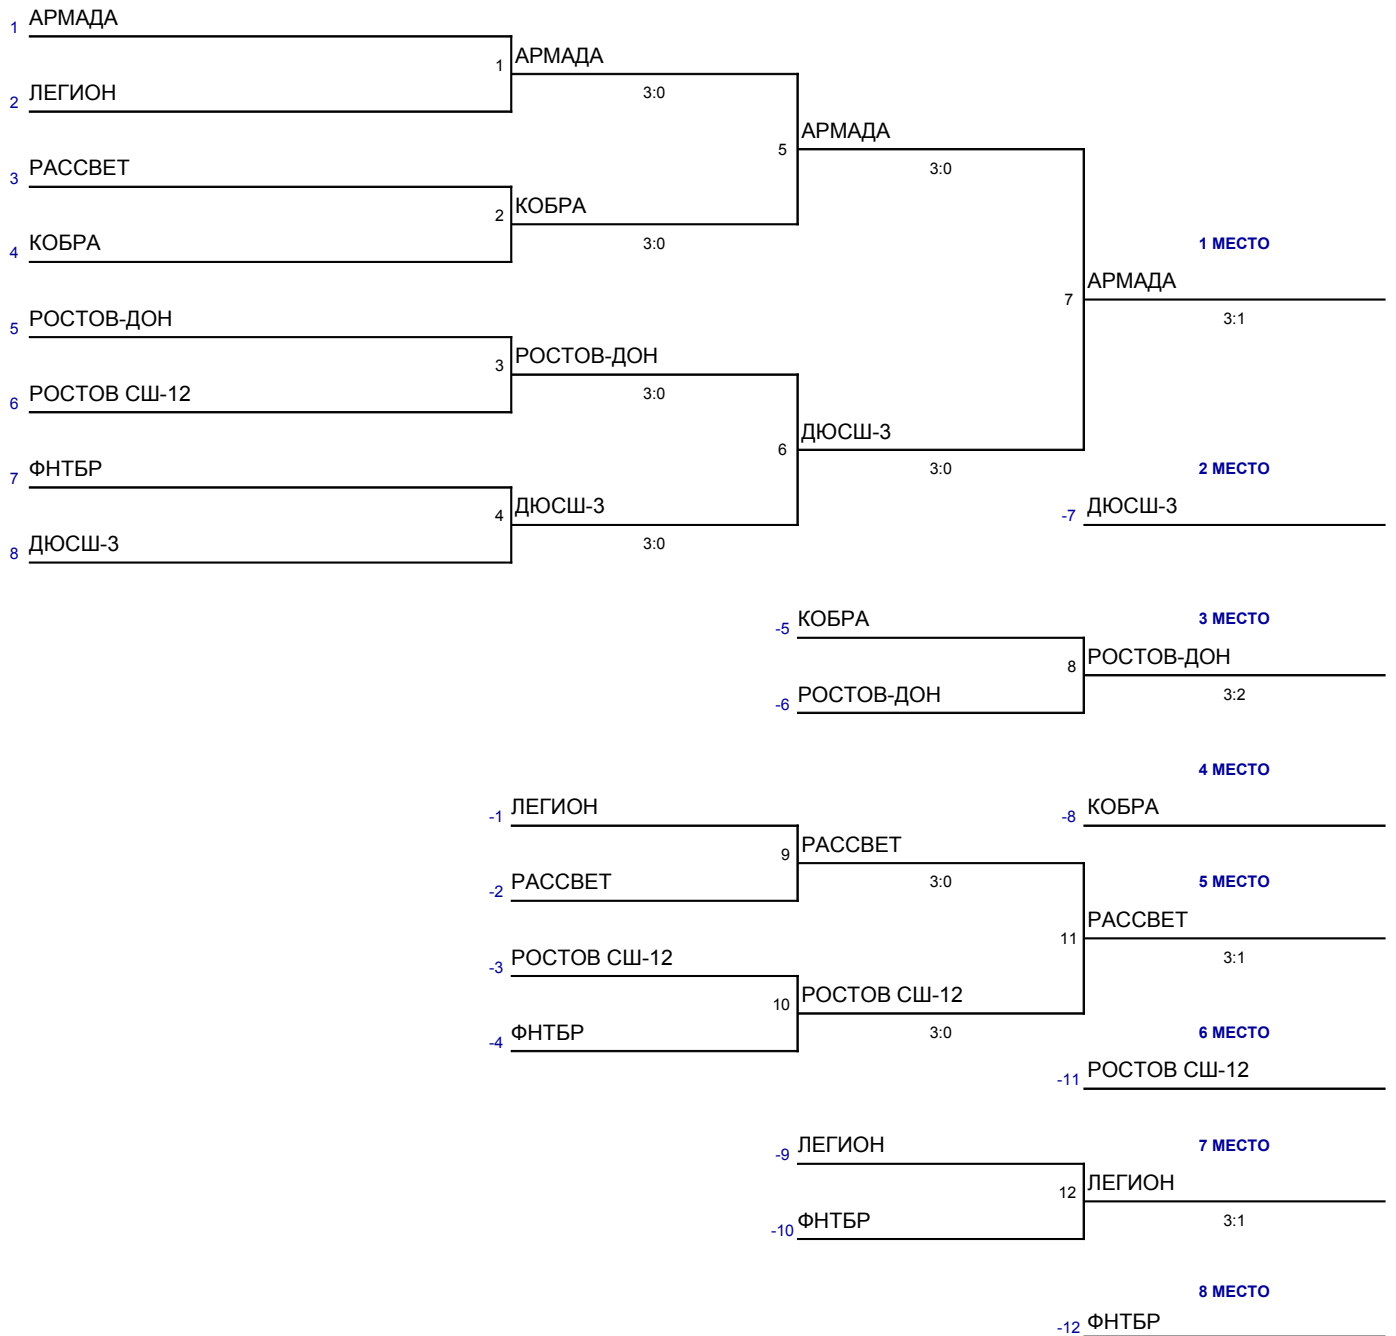 1 АРМАДА
1 АРМАДА
2 ЛЕГИОН
3:0
5 АРМАДА
3 РАССВЕТ
3:0
2 КОБРА
4 КОБРА
3:0
1 МЕСТО
7 АРМАДА
5 РОСТОВ-ДОН
3:1
3 РОСТОВ-ДОН
6 РОСТОВ СШ-12
3:0
6 ДЮСШ-3
7 ФНТБР
3:0
2 МЕСТО
4 ДЮСШ-3
-7 ДЮСШ-3
8 ДЮСШ-3
3:0
-5 КОБРА
3 МЕСТО
8 РОСТОВ-ДОН
-6 РОСТОВ-ДОН
3:2
4 МЕСТО
-1 ЛЕГИОН
-8 КОБРА
9 РАССВЕТ
-2 РАССВЕТ
3:0
5 МЕСТО
11 РАССВЕТ
-3 РОСТОВ СШ-12
3:1
10 РОСТОВ СШ-12
-4 ФНТБР
3:0
6 МЕСТО
-11 РОСТОВ СШ-12
-9 ЛЕГИОН
7 МЕСТО
12 ЛЕГИОН
-10 ФНТБР
3:1
8 МЕСТО
-12 ФНТБР